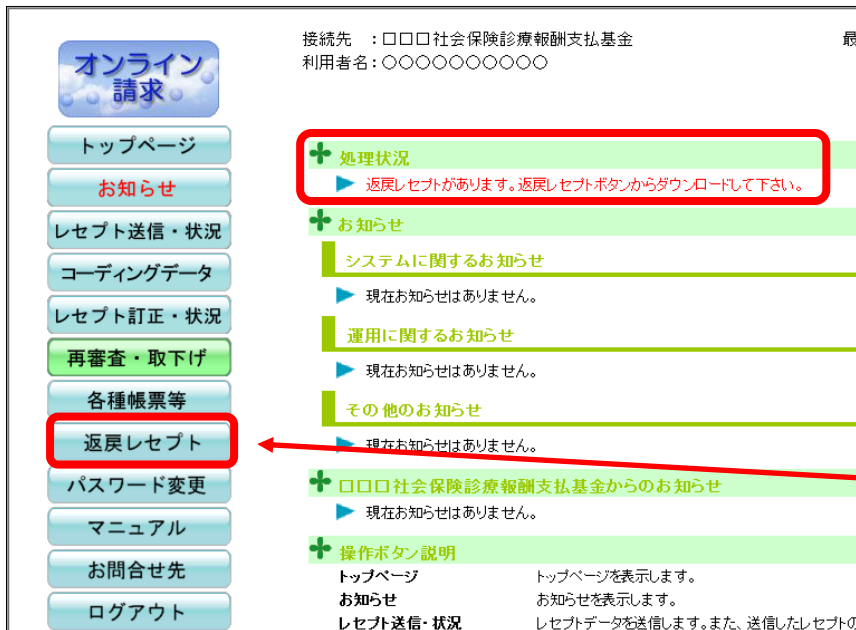 オンライン
請求
トップページ
お知らせ
レセプト送信・状況
コーディングデータ
レセプト訂正・状況
再審査・取下げ
各種帳票等
返戻レセプト
パスワード変更
マニュアル
お問合せ先
ログアウト
接続先 :□□□社会保険診療報酬支払基金
最
利用者名:○○○○○○○○○○
処理状況
返戻レセプトがあります。返戻レセプトボタンからダウンロードして下さい。
お知らせ
システムに関するお知らせ
現在お知らせはありません。
運用に関するお知らせ
現在お知らせはありません。
その他のお知らせ
現在お知らせはありません。
□□□社会保険診療報酬支払基金からのお知らせ
現在お知らせはありません。
操作ボタン説明
トップページ トップページを表示します。
お知らせ お知らせを表示します。
レセプト送信・状況 レセプトデータを送信します。また、送信したレセプトの